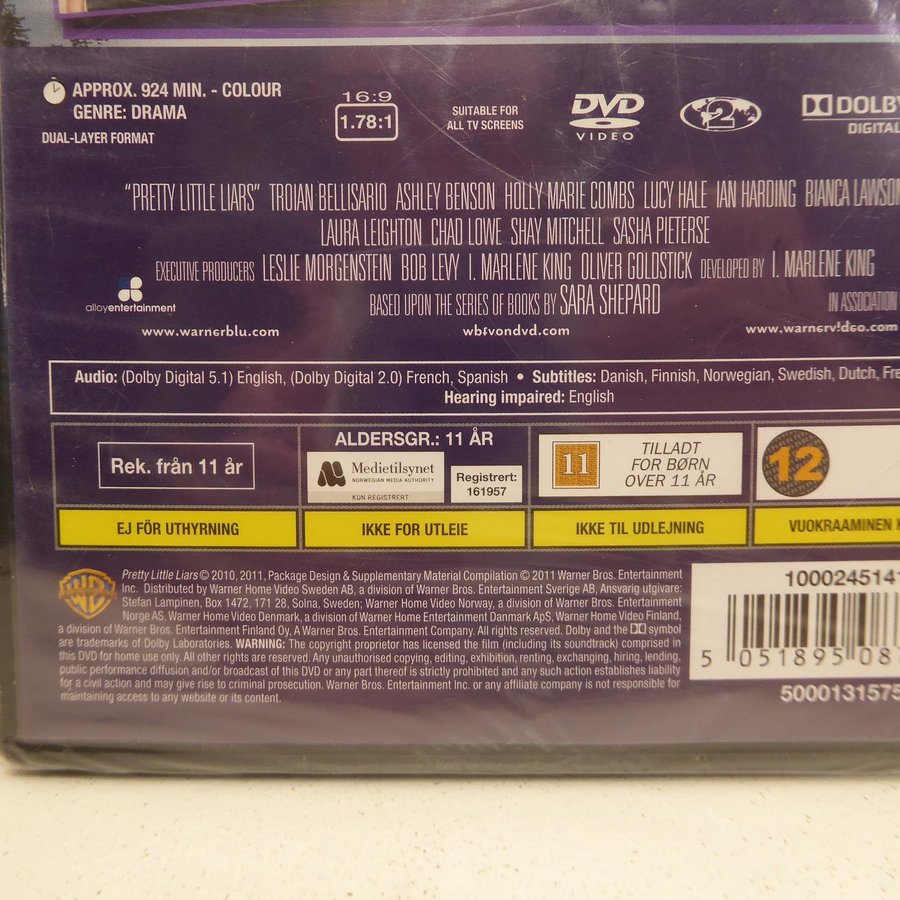 APPROX. 924 MIN. - COLOUR
GENRE: DRAMA
DUAL-LAYER FORMAT
16:9
1.78:1
SUITABLE FOR
ALL TV SCREENS
DVD
VIDEO
2
DOLBY
DIGITAL
"PRETTY LITTLE LIARS" TROIAN BELLISARIO ASHLEY BENSON HOLLY MARIE COMBS LUCY HALE IAN HARDING BIANCA LAWSON
LAURA LEIGHTON CHAD LOWE SHAY MITCHELL SASHA PIETERSE
EXECUTIVE PRODUCERS LESLIE MORGENSTEIN BOB LEVY I. MARLENE KING OLIVER GOLDSTICK DEVELOPED BY I. MARLENE KING
BASED UPON THE SERIES OF BOOKS BY SARA SHEPARD
IN ASSOCIATION
alloyentertainment
www.warnerblu.com wbtvondvd.com www.warnervideo.com
Audio: (Dolby Digital 5.1) English, (Dolby Digital 2.0) French, Spanish • Subtitles: Danish, Finnish, Norwegian, Swedish, Dutch, Fre
Hearing impaired: English
Rek. från 11 år
ALDERSGR.: 11 ÅR
Medietilsynet
NORWEGIAN MEDIA AUTHORITY
KUN REGISTRERT
Registrert:
161957
11
TILLADT
FOR BØRN
OVER 11 ÅR
12
EJ FÖR UTHYRNING
IKKE FOR UTLEIE
IKKE TIL UDLEJNING
VUOKRAAMINEN K
WB
Pretty Little Liars © 2010, 2011, Package Design & Supplementary Material Compilation © 2011 Warner Bros. Entertainment
Inc. Distributed by Warner Home Video Sweden AB, a division of Warner Bros. Entertainment Sverige AB, Ansvarig utgivare:
Stefan Lampinen, Box 1472, 171 28, Solna, Sweden; Warner Home Video Norway, a division of Warner Bros. Entertainment
Norge AS, Warner Home Video Denmark, a division of Warner Home Entertainment Danmark ApS, Warner Home Video Finland,
a division of Warner Bros. Entertainment Finland Oy, A Warner Bros. Entertainment Company. All rights reserved. Dolby and the DD symbol
are trademarks of Dolby Laboratories. WARNING: The copyright proprietor has licensed the film (including its soundtrack) comprised in
this DVD for home use only. All other rights are reserved. Any unauthorised copying, editing, exhibition, renting, exchanging, hiring, lending,
public performance diffusion and/or broadcast of this DVD or any part thereof is strictly prohibited and any such action establishes liability
for a civil action and may give rise to criminal prosecution. Warner Bros. Entertainment Inc. or any affiliate company is not responsible for
maintaining access to any website or its content.
1000245141
5 051895 081
5000131575